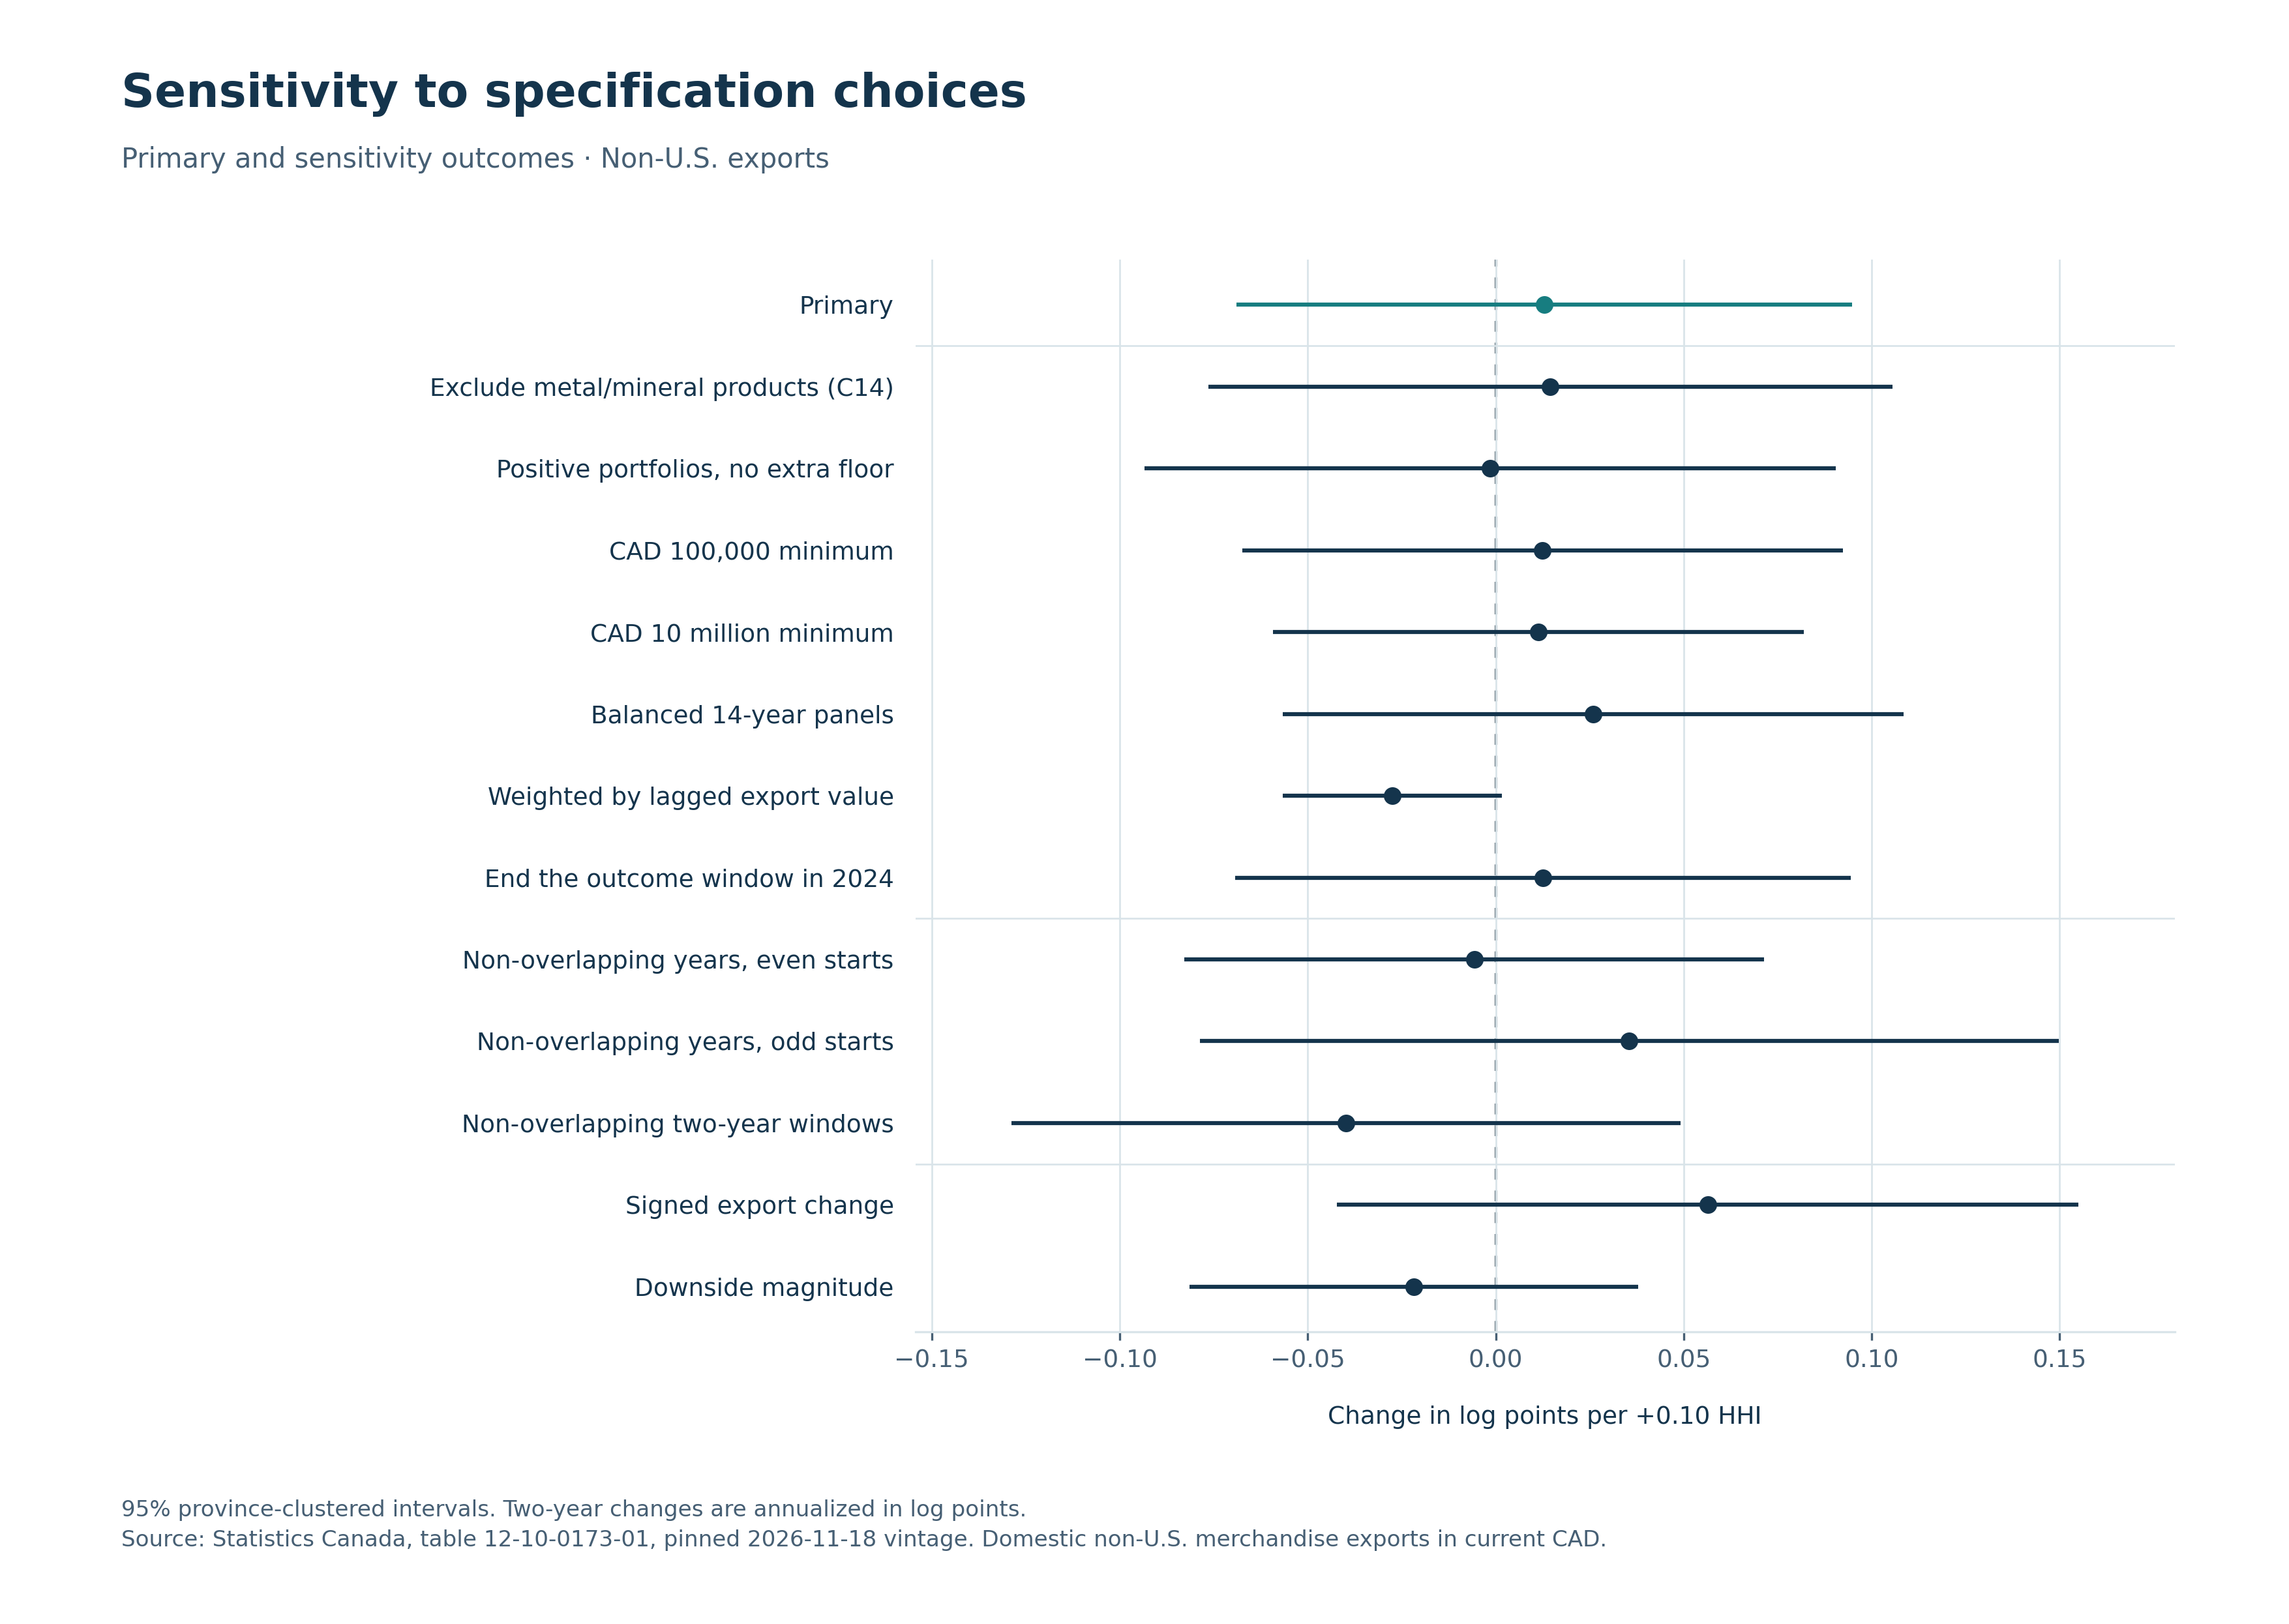 Sensitivity to specification choices
Primary and sensitivity outcomes · Non-U.S. exports
Primary
Exclude metal/mineral products (C14)
Positive portfolios, no extra floor
CAD 100,000 minimum
CAD 10 million minimum
Balanced 14-year panels
Weighted by lagged export value
End the outcome window in 2024
Non-overlapping years, even starts
Non-overlapping years, odd starts
Non-overlapping two-year windows
Signed export change
Downside magnitude
−0.15 −0.10 −0.05 0.00 0.05 0.10 0.15
Change in log points per +0.10 HHI
95% province-clustered intervals. Two-year changes are annualized in log points.
Source: Statistics Canada, table 12-10-0173-01, pinned 2026-11-18 vintage. Domestic non-U.S. merchandise exports in current CAD.